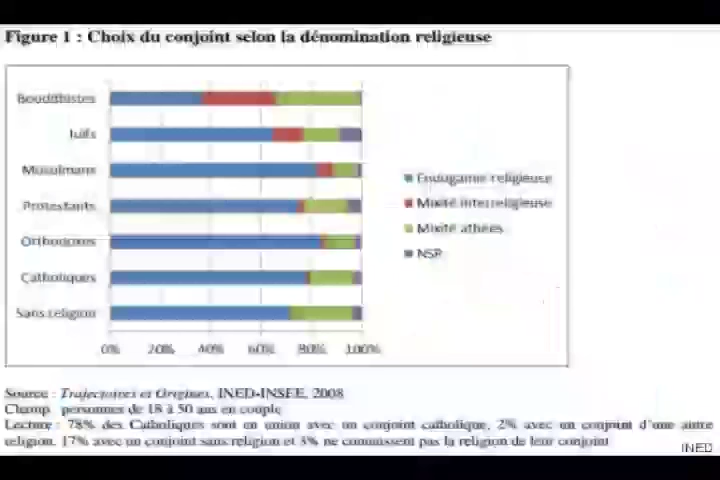 Figure 1 : Choix du conjoint selon la dénomination religieuse
Bouddhistes
Juifs
Musulmans
Protestants
Orthodoxes
Catholiques
Sans religion
0% 20% 40% 60% 80% 100%
Endogamie religieuse
Mixité interreligieuse
Mixité athées
NSP
Source : Trajectoires et Origines, INED-INSEE, 2008
Champ : personnes de 18 à 50 ans en couple
Lecture : 78% des Catholiques sont en union avec un conjoint catholique, 2% avec un conjoint d'une autre
religion, 17% avec un conjoint sans religion et 3% ne connaissent pas la religion de leur conjoint
INED